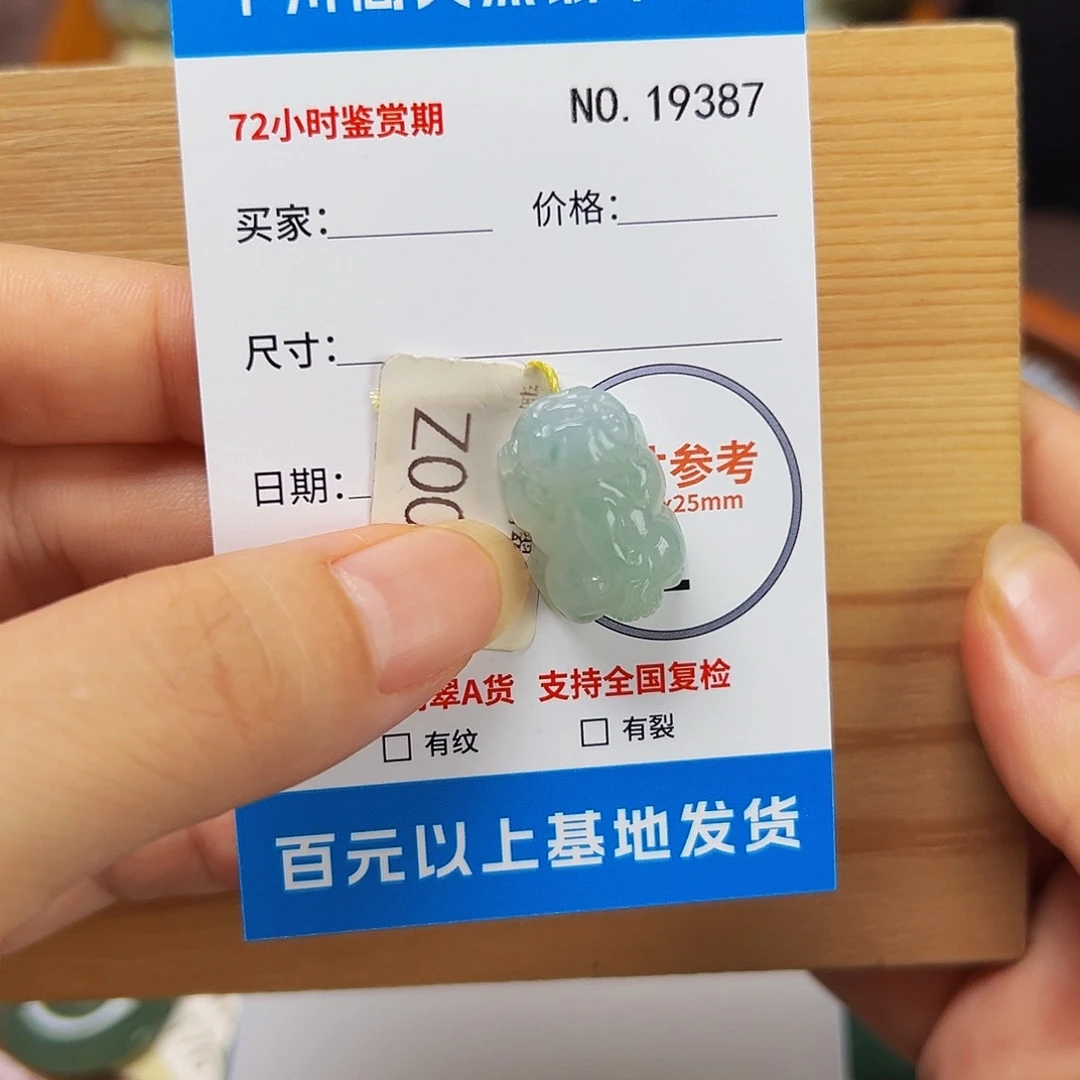 72小时鉴赏期
NO. 19387
买家:
价格:
尺寸:
日期:
参考
25mm
翠A货 支持全国复检
有纹
有裂
百元以上基地发货